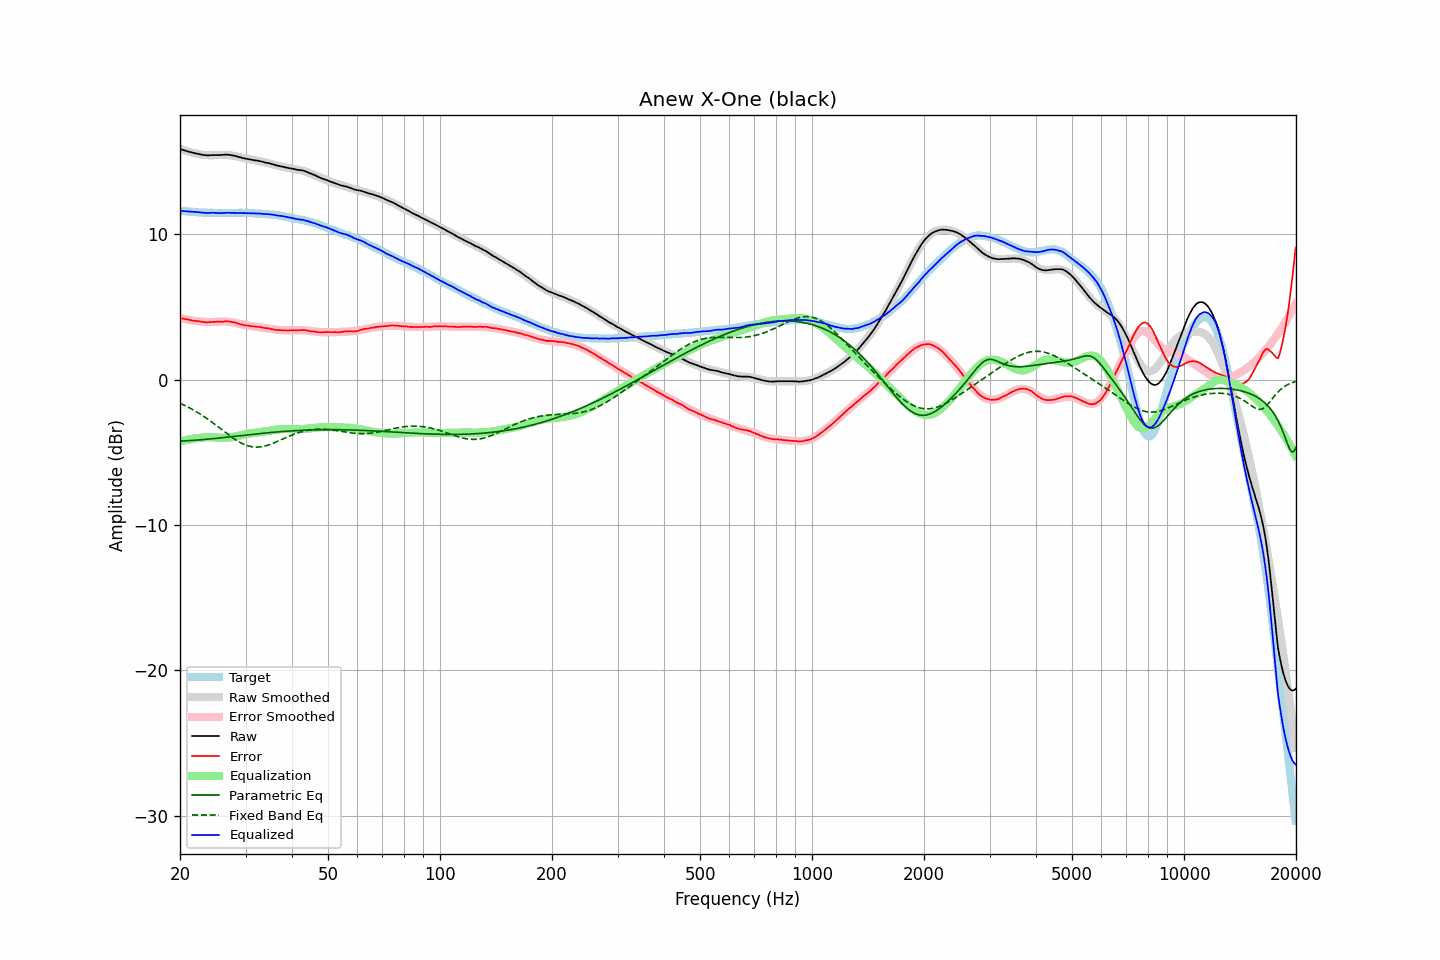 Anew X-One (black)
Amplitude (dBr)
10
0
−10
−20
−30
Target
Raw Smoothed
Error Smoothed
Raw
Error
Equalization
Parametric Eq
Fixed Band Eq
Equalized
20 50 100 200 500 1000 2000 5000 10000 20000
Frequency (Hz)